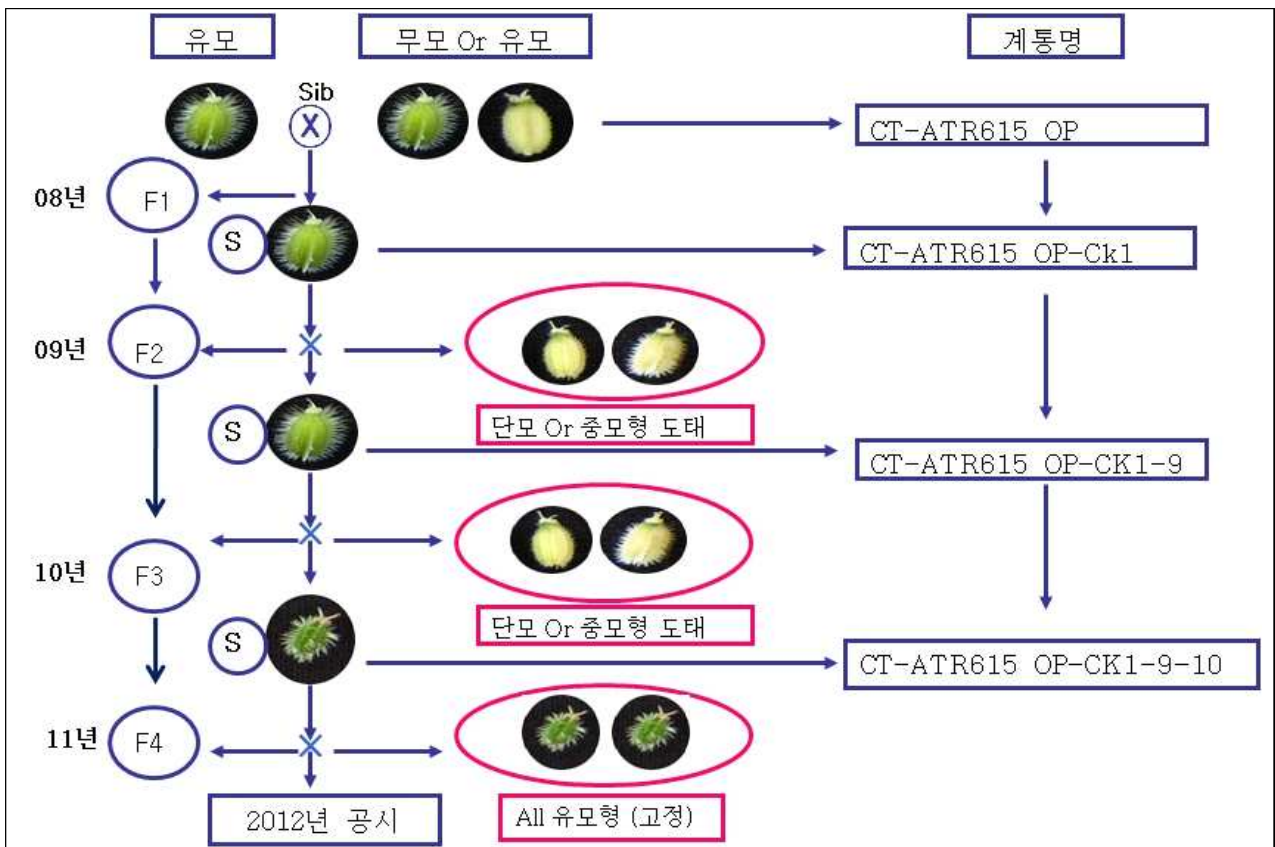 유모
무모 Or 유모
계통명
Sib
X
CT-ATR615 OP
08년
F1
S
CT-ATR615 OP-Ck1
09년
F2
단모 Or 중모형 도태
S
CT-ATR615 OP-CK1-9
10년
F3
단모 Or 중모형 도태
S
CT-ATR615 OP-CK1-9-10
11년
F4
2012년 공시
All 유모형 (고정)